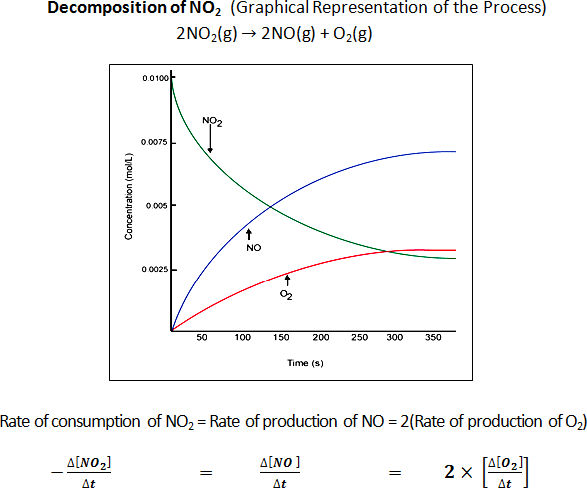 Decomposition of NO₂ (Graphical Representation of the Process)
2NO₂(g) → 2NO(g) + O₂(g)
0.0100
NO₂
0.0075
Concentration (mol/L)
0.005
NO
0.0025
O₂
50 100 150 200 250 300 350
Time (s)
Rate of consumption of NO₂ = Rate of production of NO = 2(Rate of production of O₂)
− Δ[NO₂]/Δt = Δ[NO]/Δt = 2 × [Δ[O₂]/Δt]